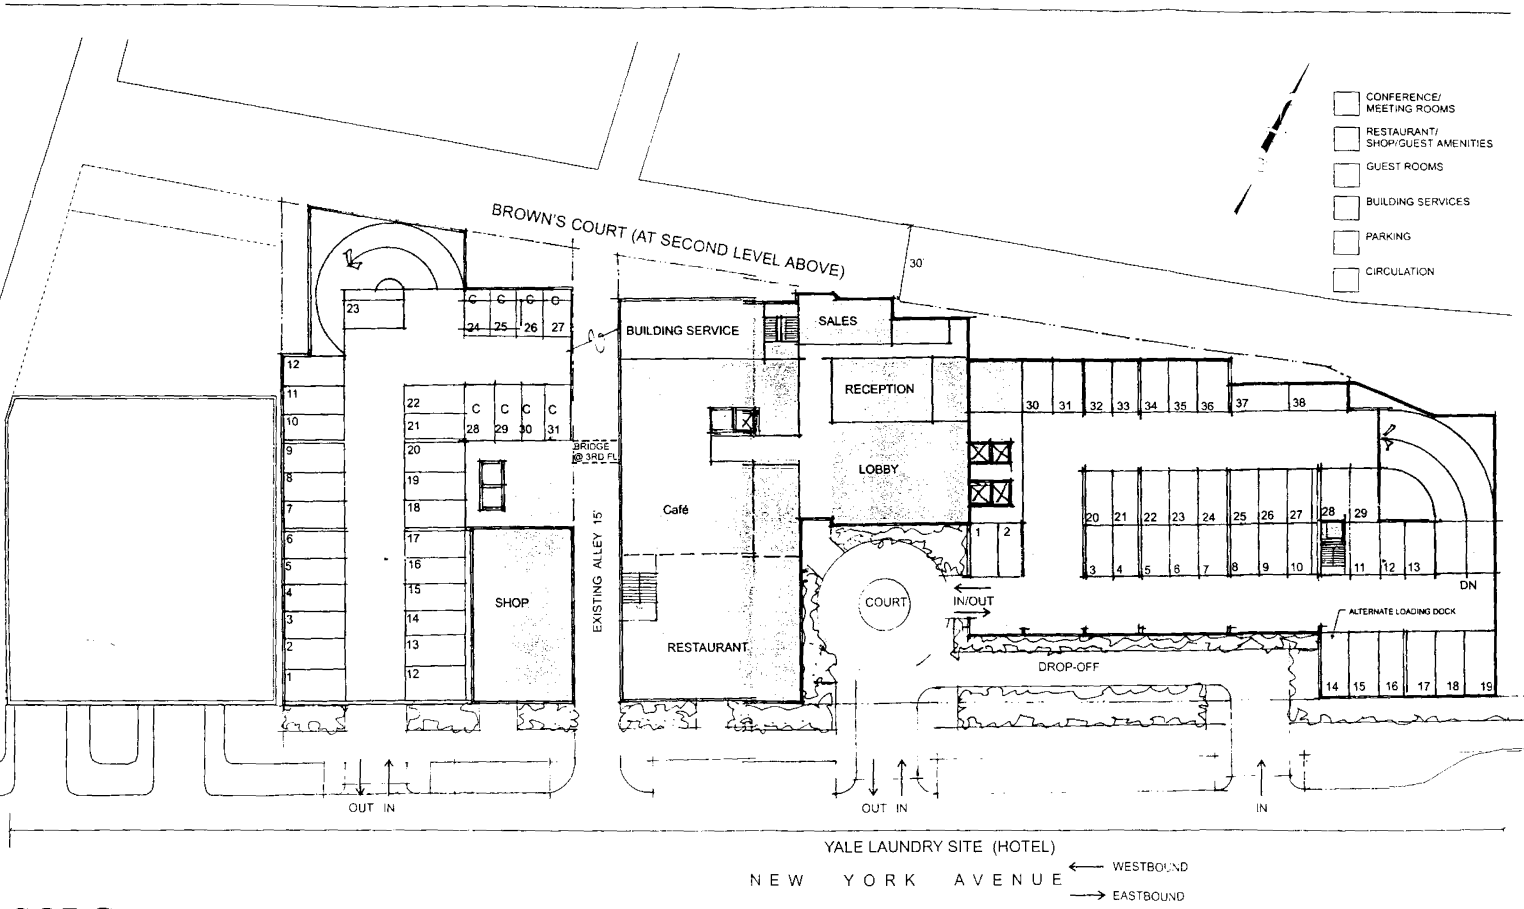 CONFERENCE/
MEETING ROOMS
RESTAURANT/
SHOP/GUEST AMENITIES
GUEST ROOMS
BUILDING SERVICES
PARKING
CIRCULATION
BROWN'S COURT (AT SECOND LEVEL ABOVE)
30'
23
C C C C
24 25 26 27
BUILDING SERVICE
SALES
12
11
10
9
8
7
6
5
4
3
2
1
22
21
20
19
18
17
16
15
14
13
12
C C C C
28 29 30 31
BRIDGE
@ 3RD FL
EXISTING ALLEY 15'
SHOP
RECEPTION
LOBBY
Café
RESTAURANT
COURT
IN/OUT
30 31 32 33 34 35 36 37 38
20 21 22 23 24 25 26 27 28 29
1 2
3 4 5 6 7 8 9 10 11 12 13
DN
ALTERNATE LOADING DOCK
DROP-OFF
14 15 16 17 18 19
OUT IN
OUT IN
IN
YALE LAUNDRY SITE (HOTEL)
NEW YORK AVENUE
WESTBOUND
EASTBOUND